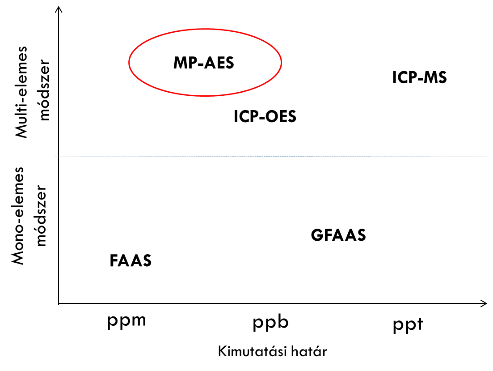 Multi-elemes
módszer
MP-AES
ICP-MS
ICP-OES
Mono-elemes
módszer
GFAAS
FAAS
ppm
ppb
ppt
Kimutatási határ